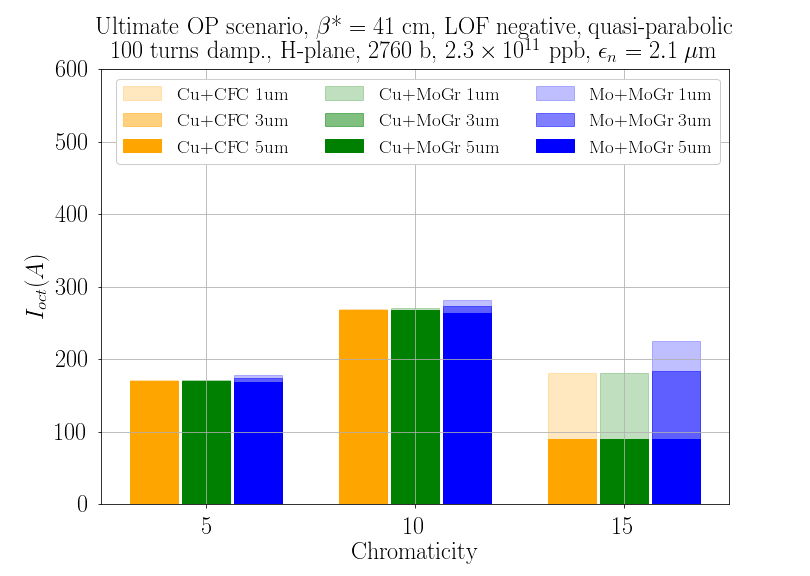 Ultimate OP scenario, β* = 41 cm, LOF negative, quasi-parabolic
100 turns damp., H-plane, 2760 b, 2.3 × 10¹¹ ppb, ϵₙ = 2.1 μm
Cu+CFC 1um
Cu+CFC 3um
Cu+CFC 5um
Cu+MoGr 1um
Cu+MoGr 3um
Cu+MoGr 5um
Mo+MoGr 1um
Mo+MoGr 3um
Mo+MoGr 5um
600
500
400
300
200
100
0
I_{oct}(A)
5 10 15
Chromaticity